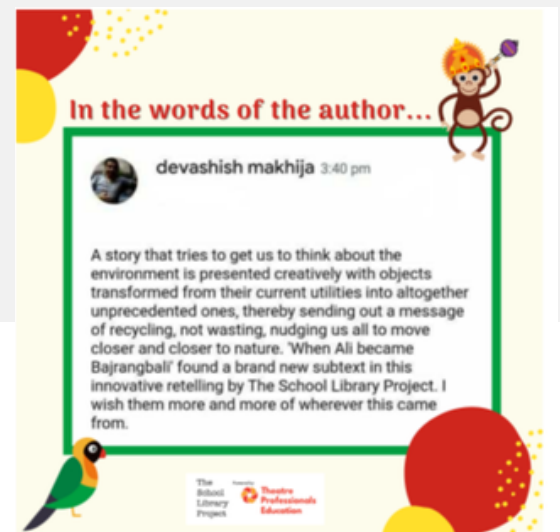 In the words of the author...
devashish makhija 3:40 pm
A story that tries to get us to think about the
environment is presented creatively with objects
transformed from their current utilities into altogether
unprecedented ones, thereby sending out a message
of recycling, not wasting, nudging us all to move
closer and closer to nature. 'When Ali became
Bajrangbali' found a brand new subtext in this
innovative retelling by The School Library Project. I
wish them more and more of wherever this came
from.
The
School
Library
Project
Powered by
Theatre
Professionals
Education